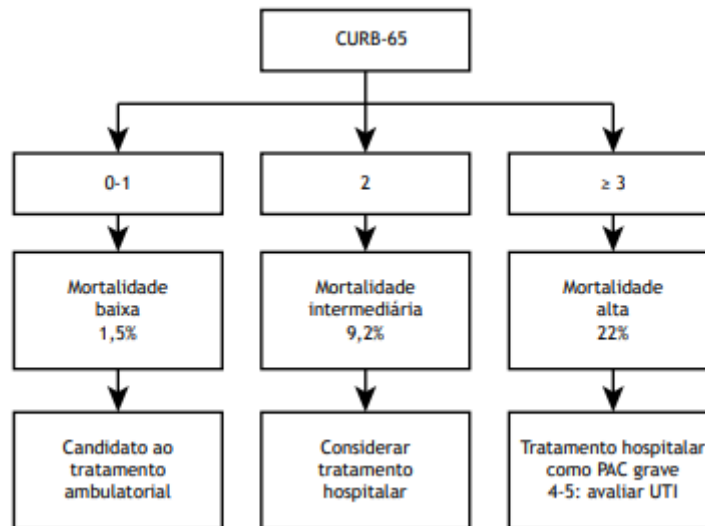 CURB-65
0-1
2
≥ 3
Mortalidade
baixa
1,5%
Mortalidade
intermediária
9,2%
Mortalidade
alta
22%
Candidato ao
tratamento
ambulatorial
Considerar
tratamento
hospitalar
Tratamento hospitalar
como PAC grave
4-5: avaliar UTI